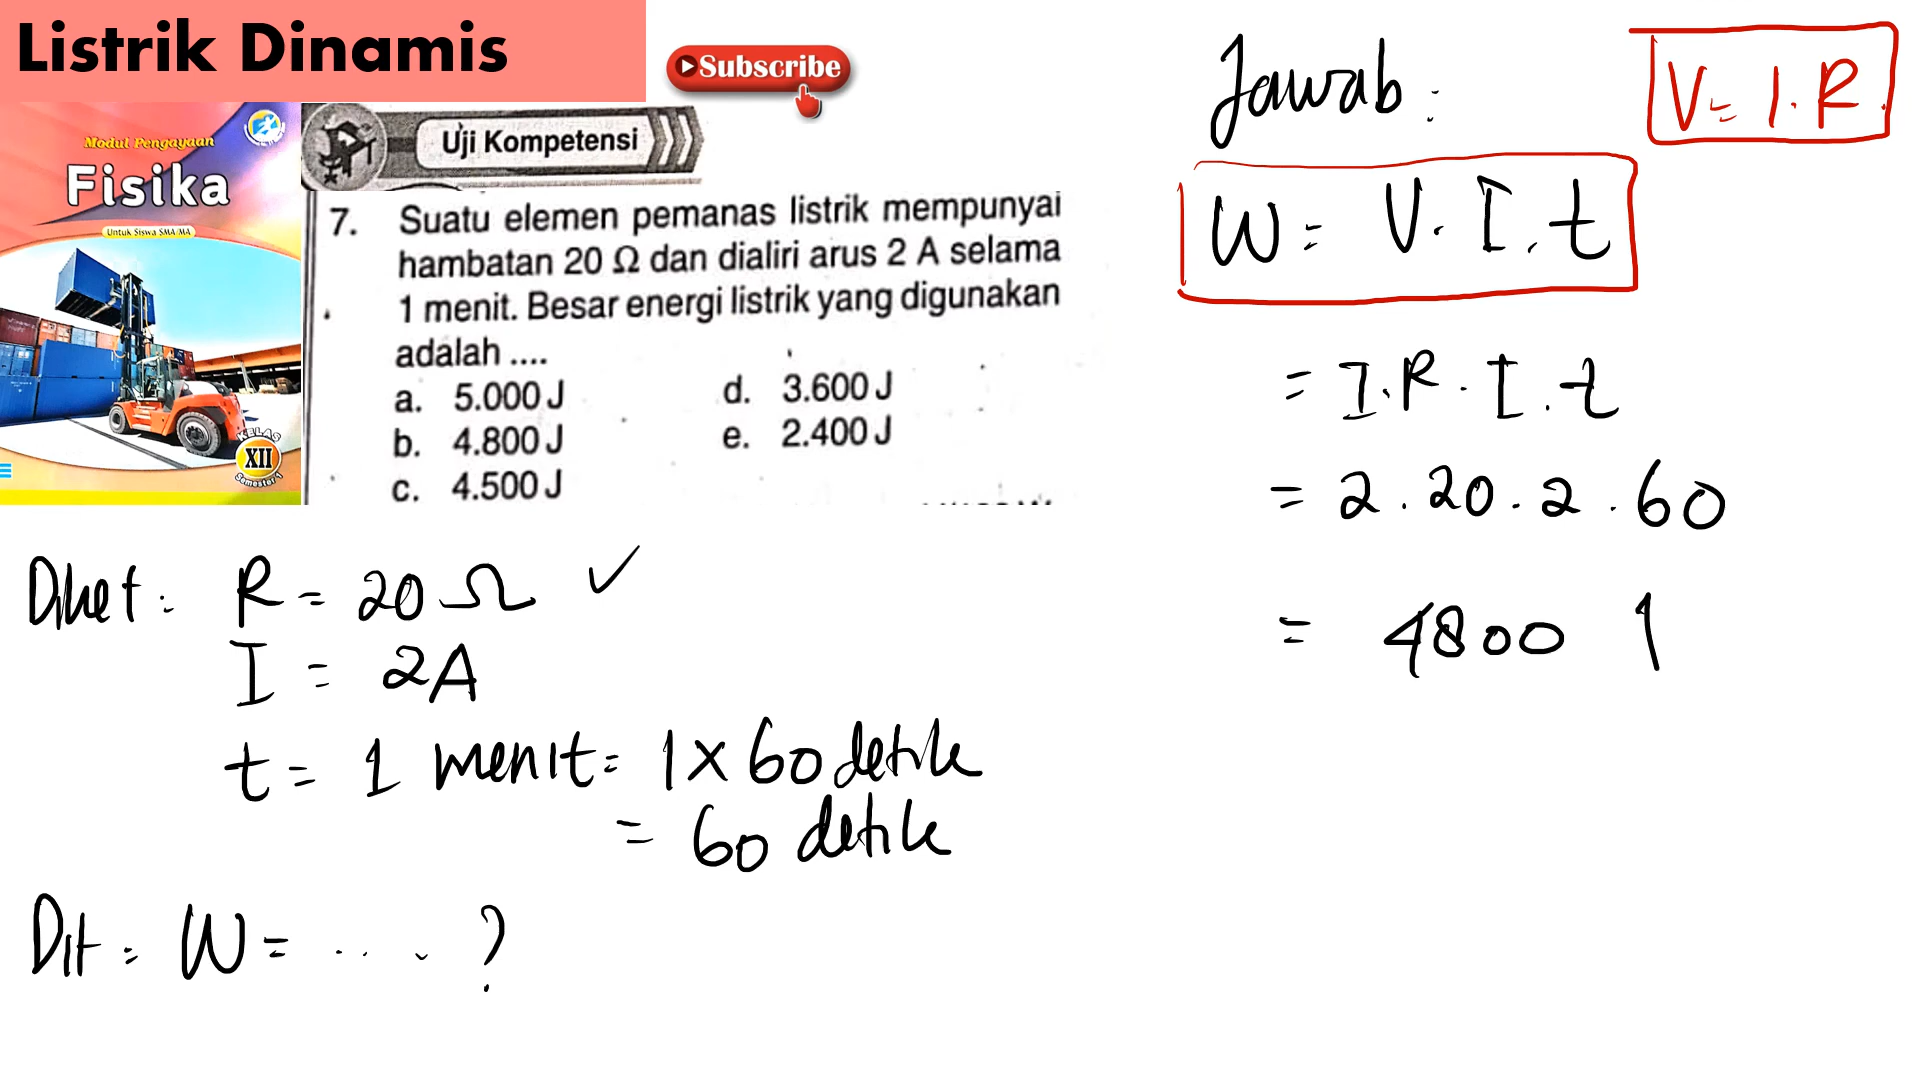 Listrik Dinamis
Subscribe
Modul Pengayaan
Fisika
Untuk Siswa SMA/MA
KELAS
XII
Semester 1
Uji Kompetensi
7. Suatu elemen pemanas listrik mempunyai
hambatan 20 Ω dan dialiri arus 2 A selama
1 menit. Besar energi listrik yang digunakan
adalah ....
a. 5.000 J d. 3.600 J
b. 4.800 J e. 2.400 J
c. 4.500 J
Diket : R = 20 Ω ✓
I = 2A
t = 1 menit = 1 x 60 detik
= 60 detik
Dit : W = .... ?
Jawab :
V = I . R
W = V . I . t
= I . R . I . t
= 2 . 20 . 2 . 60
= 4800